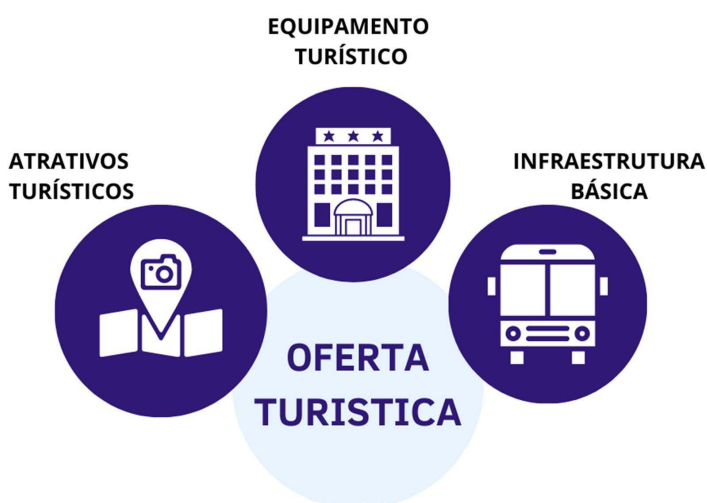 EQUIPAMENTO
TURÍSTICO
ATRATIVOS
TURÍSTICOS
INFRAESTRUTURA
BÁSICA
OFERTA
TURISTICA